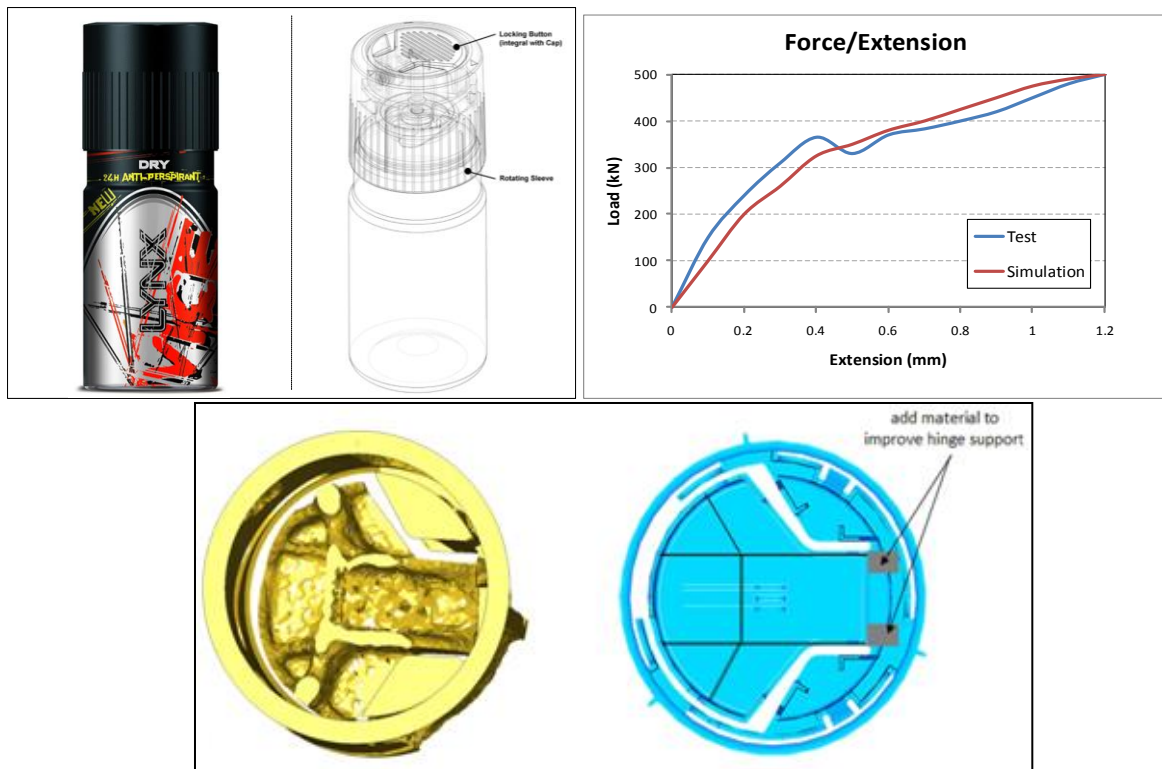 DRY
24H ANTI-PERSPIRANT
NEW
LYNX
Locking Button
(integral with Cap)
Rotating Sleeve
Force/Extension
500
400
300
200
100
0
Load (kN)
Test
Simulation
0
0.2
0.4
0.6
0.8
1
1.2
Extension (mm)
add material to
improve hinge support